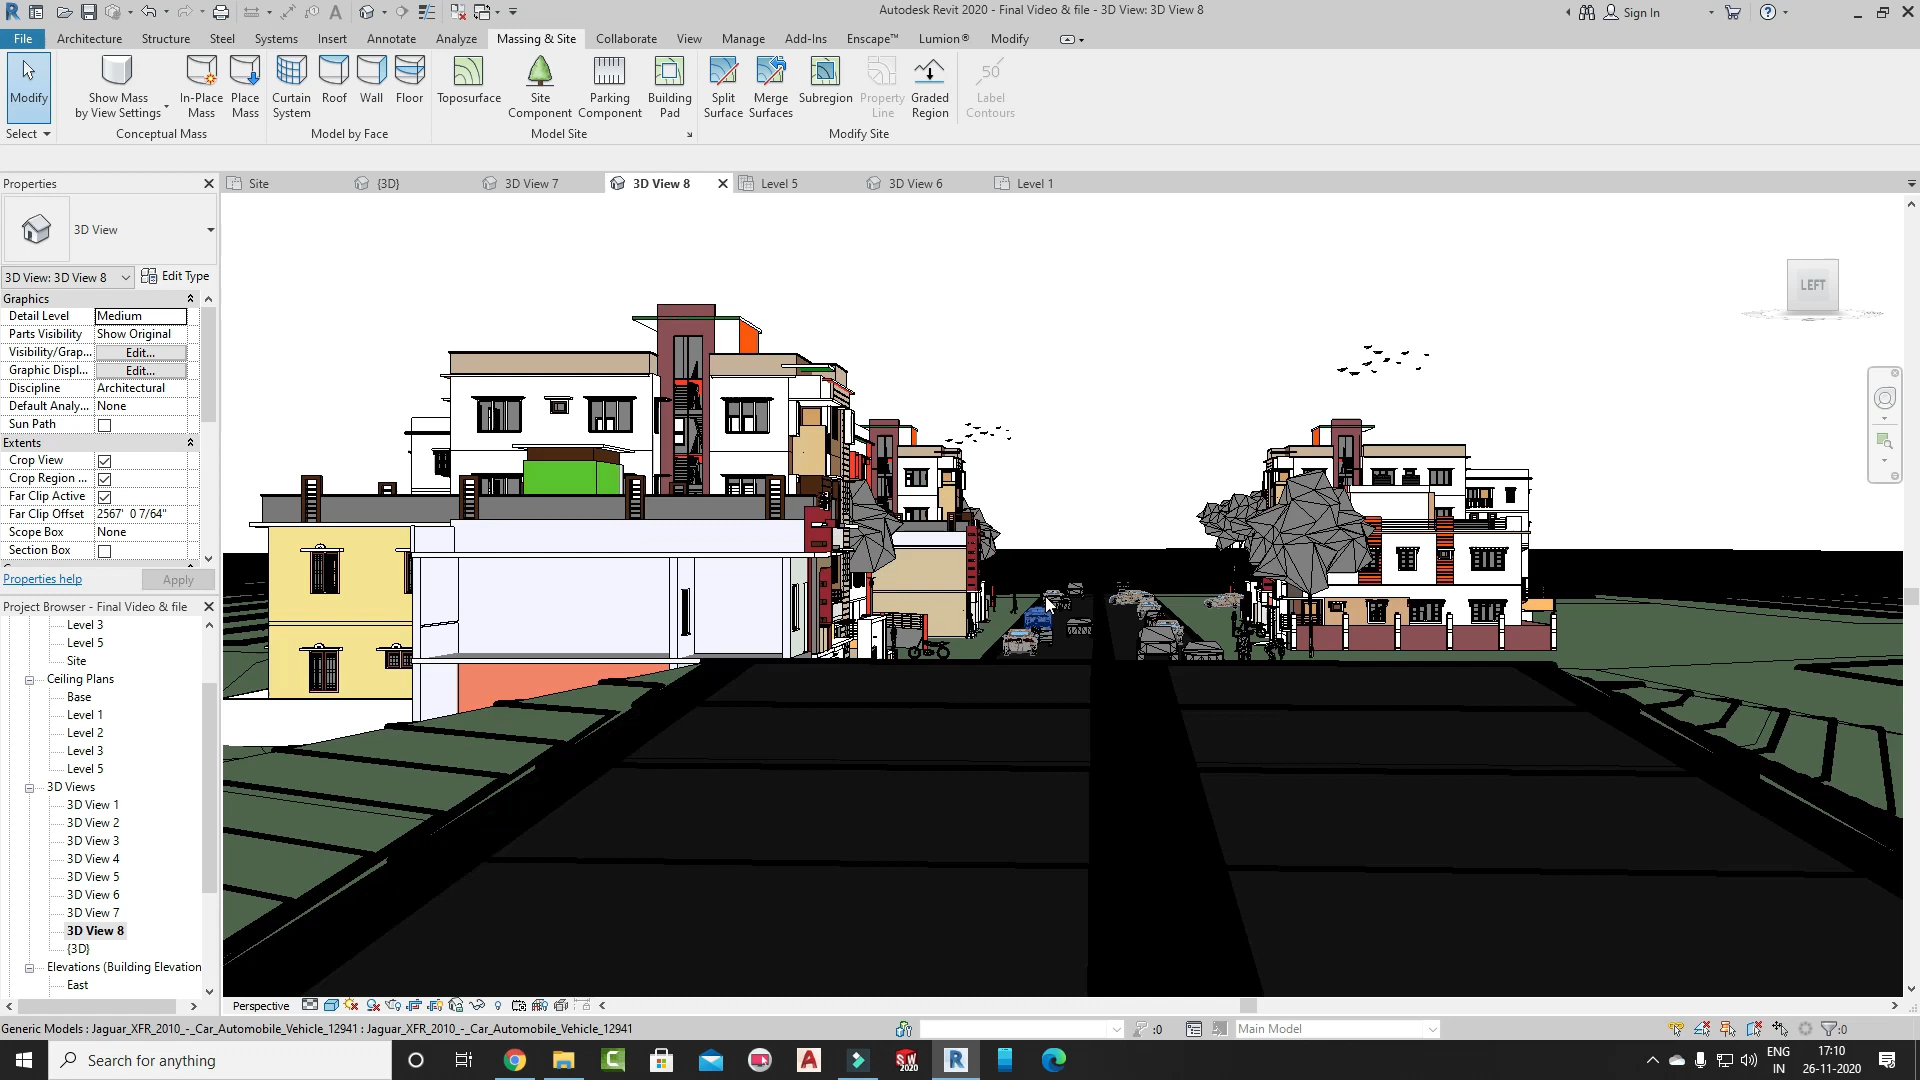 Autodesk Revit 2020 - Final Video & file - 3D View: 3D View 8
Sign In
File Architecture Structure Steel Systems Insert Annotate Analyze Massing & Site Collaborate View Manage Add-Ins Enscape™ Lumion® Modify
Modify
Show Mass by View Settings
In-Place Mass
Place Mass
Curtain System
Roof
Wall
Floor
Toposurface
Site Component
Parking Component
Building Pad
Split Surface
Merge Surfaces
Subregion
Property Line
Graded Region
50
Label Contours
Select
Conceptual Mass
Model by Face
Model Site
Modify Site
Properties
Site
{3D}
3D View 7
3D View 8
Level 5
3D View 6
Level 1
3D View
3D View: 3D View 8
Edit Type
Graphics
Detail Level Medium
Parts Visibility Show Original
Visibility/Grap... Edit...
Graphic Displ... Edit...
Discipline Architectural
Default Analy... None
Sun Path
Extents
Crop View
Crop Region ...
Far Clip Active
Far Clip Offset 2567' 0 7/64"
Scope Box None
Section Box
Properties help
Apply
LEFT
Project Browser - Final Video & file
Level 3
Level 5
Site
Ceiling Plans
Base
Level 1
Level 2
Level 3
Level 5
3D Views
3D View 1
3D View 2
3D View 3
3D View 4
3D View 5
3D View 6
3D View 7
3D View 8
{3D}
Elevations (Building Elevation
East
Perspective
Generic Models : Jaguar_XFR_2010_-_Car_Automobile_Vehicle_12941 : Jaguar_XFR_2010_-_Car_Automobile_Vehicle_12941
:0
Main Model
:0
Search for anything
SW 2020
ENG
IN
17:10
26-11-2020